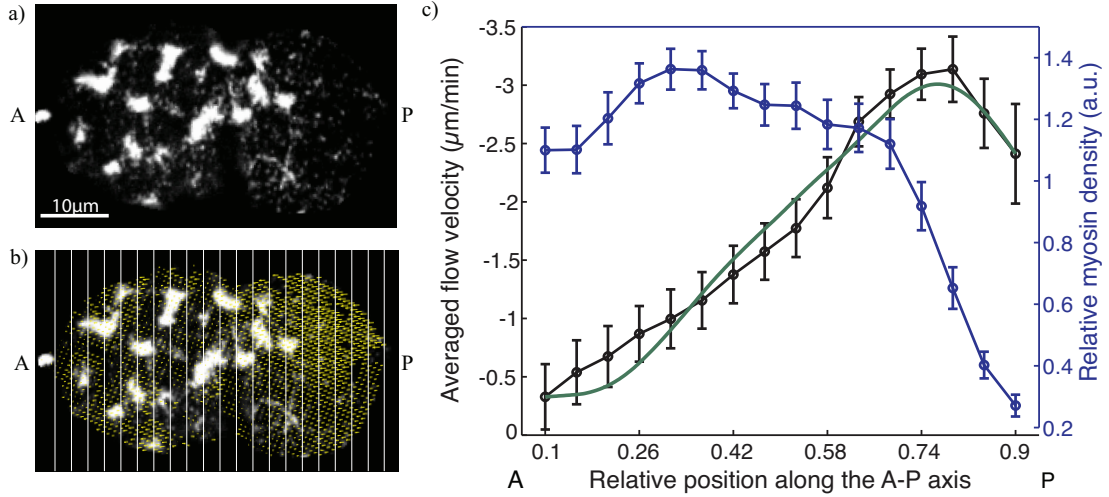 a)
A
P
10µm
b)
A
P
c)
Averaged flow velocity (µm/min)
-3.5
-3
-2.5
-2
-1.5
-1
-0.5
0
0.1
0.26
0.42
0.58
0.74
0.9
A
Relative position along the A-P axis
P
1.4
1.2
1
0.8
0.6
0.4
0.2
Relative myosin density (a.u.)